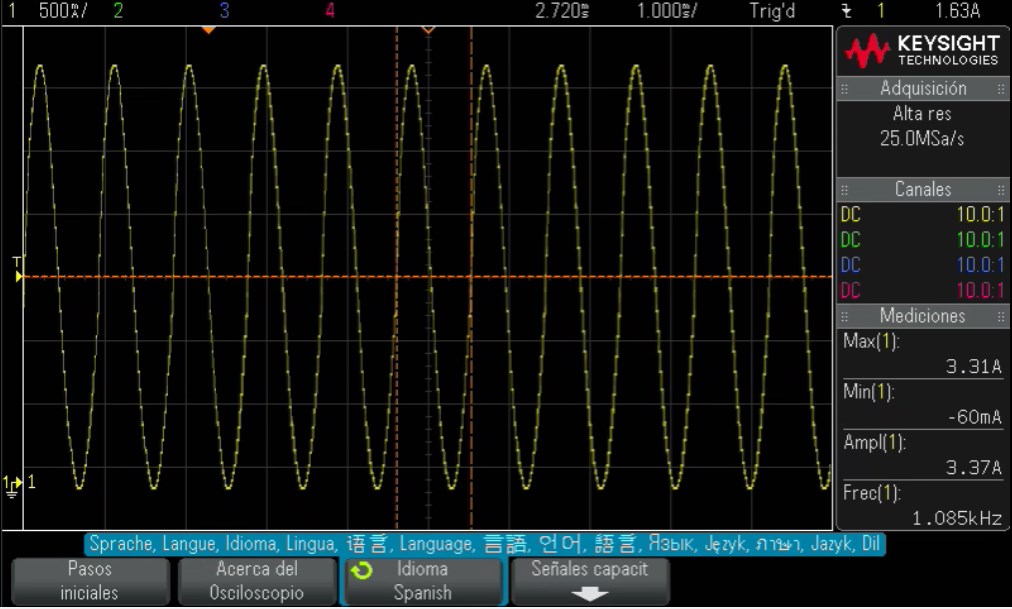 1 500mA/ 2 3 4 2.720s 1.000s/ Trig'd 1 1.63A
KEYSIGHT
TECHNOLOGIES
Adquisición
Alta res
25.0MSa/s
Canales
DC 10.0:1
DC 10.0:1
DC 10.0:1
DC 10.0:1
Mediciones
Max(1):
3.31A
Min(1):
-60mA
Ampl(1):
3.37A
Frec(1):
1.085kHz
T
1 1
Sprache, Langue, Idioma, Lingua, 语言, Language, 言語, 언어, 語言, Язык, Język, ภาษา, Jazyk, Dil
Pasos
iniciales
Acerca del
Osciloscopio
Idioma
Spanish
Señales capacit